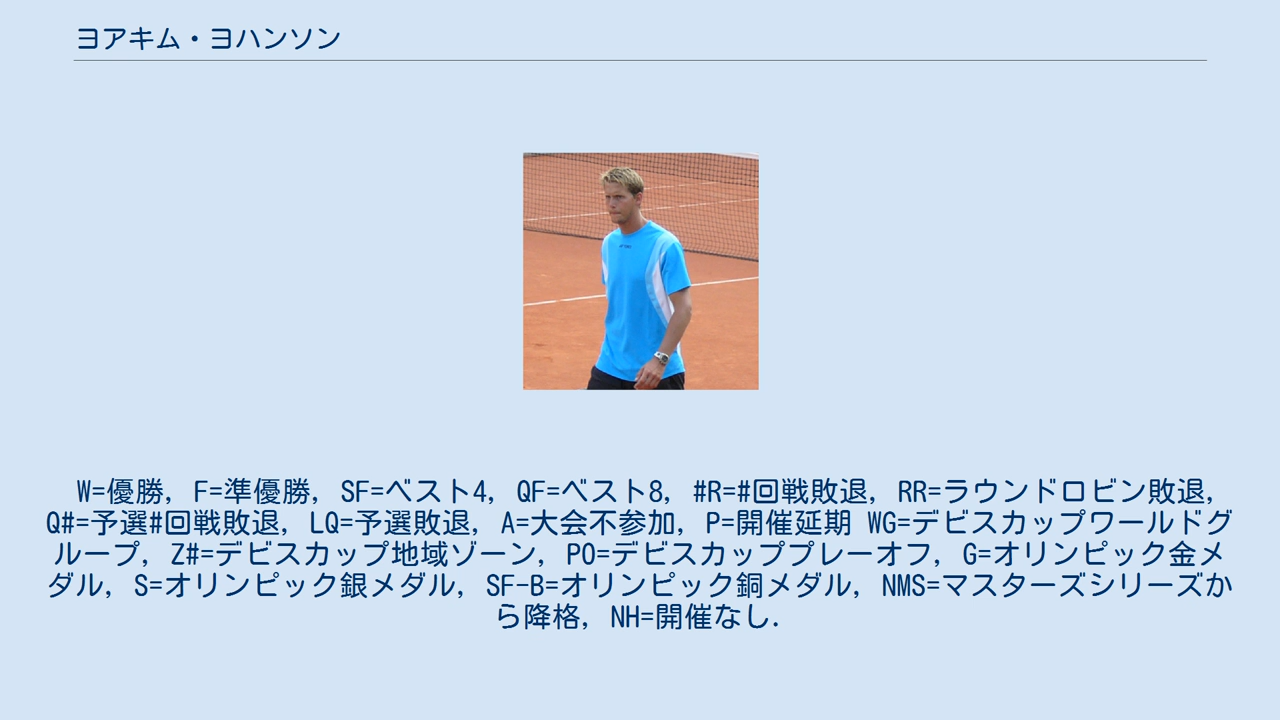 ヨアキム・ヨハンソン
W=優勝, F=準優勝, SF=ベスト4, QF=ベスト8, #R=#回戦敗退, RR=ラウンドロビン敗退,
Q#=予選#回戦敗退, LQ=予選敗退, A=大会不参加, P=開催延期 WG=デビスカップワールドグ
ループ, Z#=デビスカップ地域ゾーン, PO=デビスカッププレーオフ, G=オリンピック金メ
ダル, S=オリンピック銀メダル, SF-B=オリンピック銅メダル, NMS=マスターズシリーズか
ら降格, NH=開催なし.